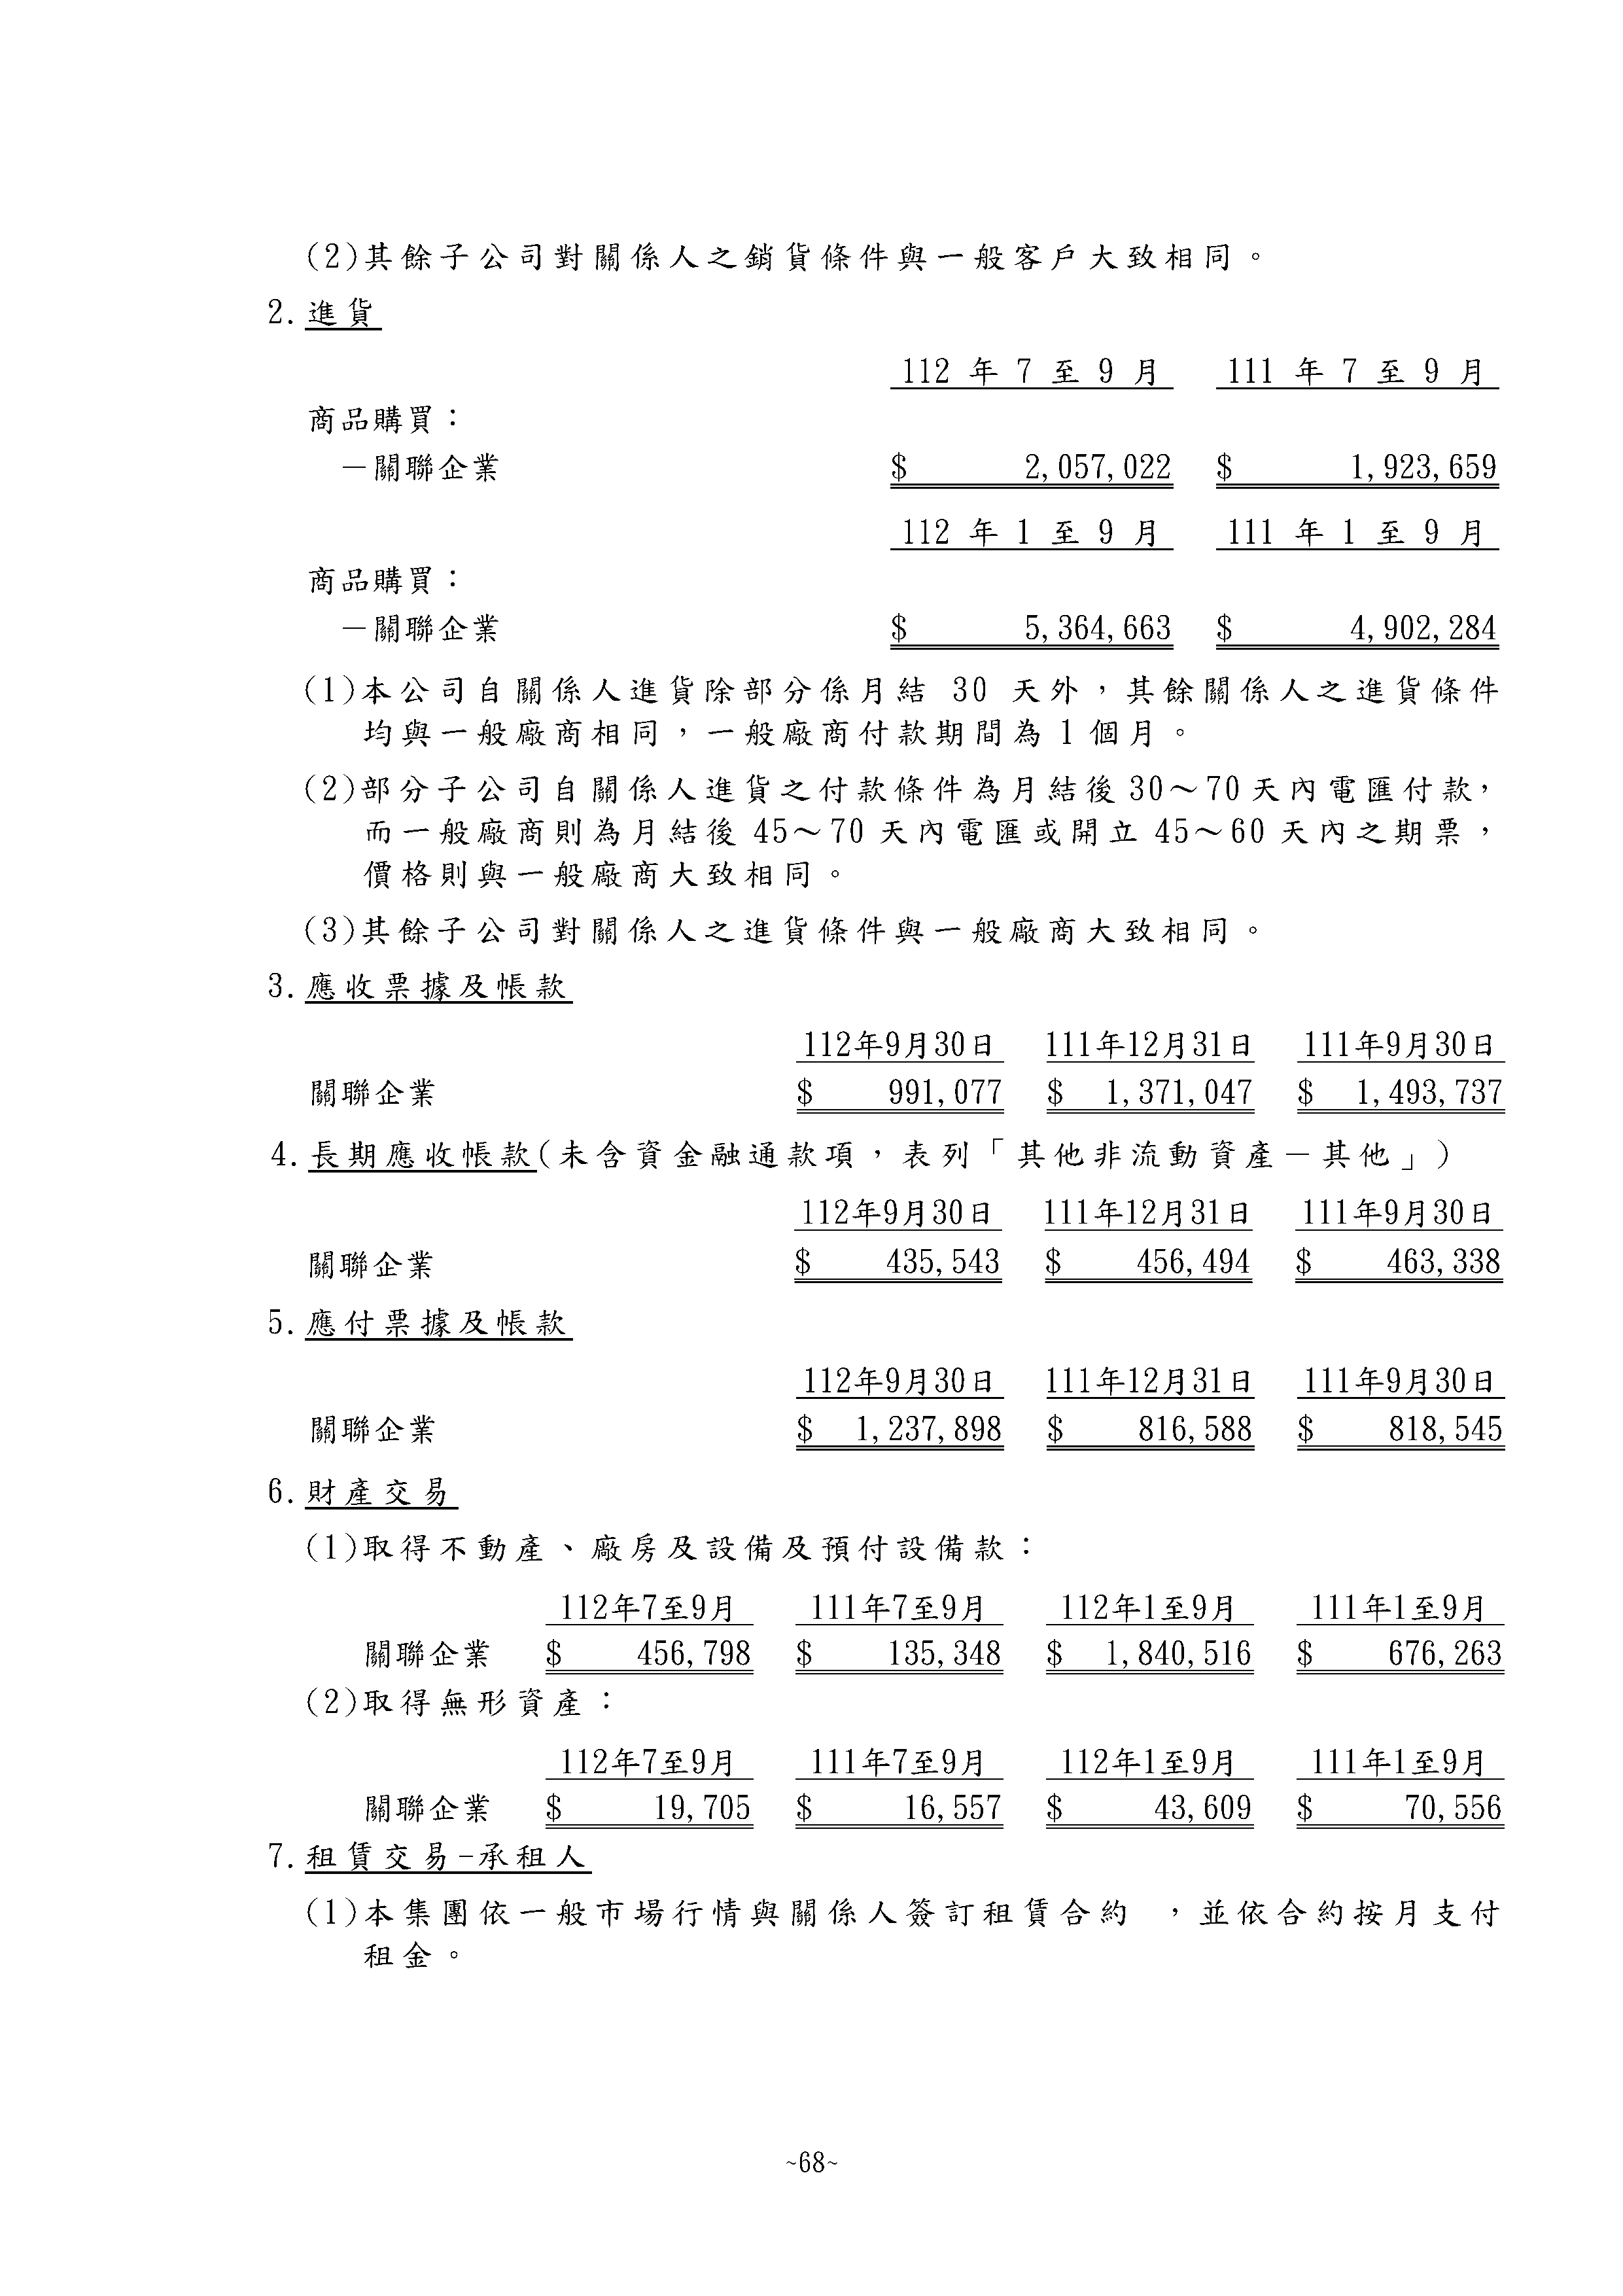 (2)其餘子公司對關係人之銷貨條件與一般客戶大致相同。
2.進貨
112 年 7 至 9 月 111 年 7 至 9 月
商品購買：
－關聯企業 $ 2,057,022 $ 1,923,659
112 年 1 至 9 月 111 年 1 至 9 月
商品購買：
－關聯企業 $ 5,364,663 $ 4,902,284
(1)本公司自關係人進貨除部分係月結 30 天外，其餘關係人之進貨條件
均與一般廠商相同，一般廠商付款期間為 1 個月。
(2)部分子公司自關係人進貨之付款條件為月結後 30～70 天內電匯付款，
而一般廠商則為月結後 45～70 天內電匯或開立 45～60 天內之期票，
價格則與一般廠商大致相同。
(3)其餘子公司對關係人之進貨條件與一般廠商大致相同。
3.應收票據及帳款
112年9月30日 111年12月31日 111年9月30日
關聯企業 $ 991,077 $ 1,371,047 $ 1,493,737
4.長期應收帳款(未含資金融通款項，表列「其他非流動資產－其他」)
112年9月30日 111年12月31日 111年9月30日
關聯企業 $ 435,543 $ 456,494 $ 463,338
5.應付票據及帳款
112年9月30日 111年12月31日 111年9月30日
關聯企業 $ 1,237,898 $ 816,588 $ 818,545
6.財產交易
(1)取得不動產、廠房及設備及預付設備款：
112年7至9月 111年7至9月 112年1至9月 111年1至9月
關聯企業 $ 456,798 $ 135,348 $ 1,840,516 $ 676,263
(2)取得無形資產：
112年7至9月 111年7至9月 112年1至9月 111年1至9月
關聯企業 $ 19,705 $ 16,557 $ 43,609 $ 70,556
7.租賃交易-承租人
(1)本集團依一般市場行情與關係人簽訂租賃合約 ，並依合約按月支付
租金。
~68~